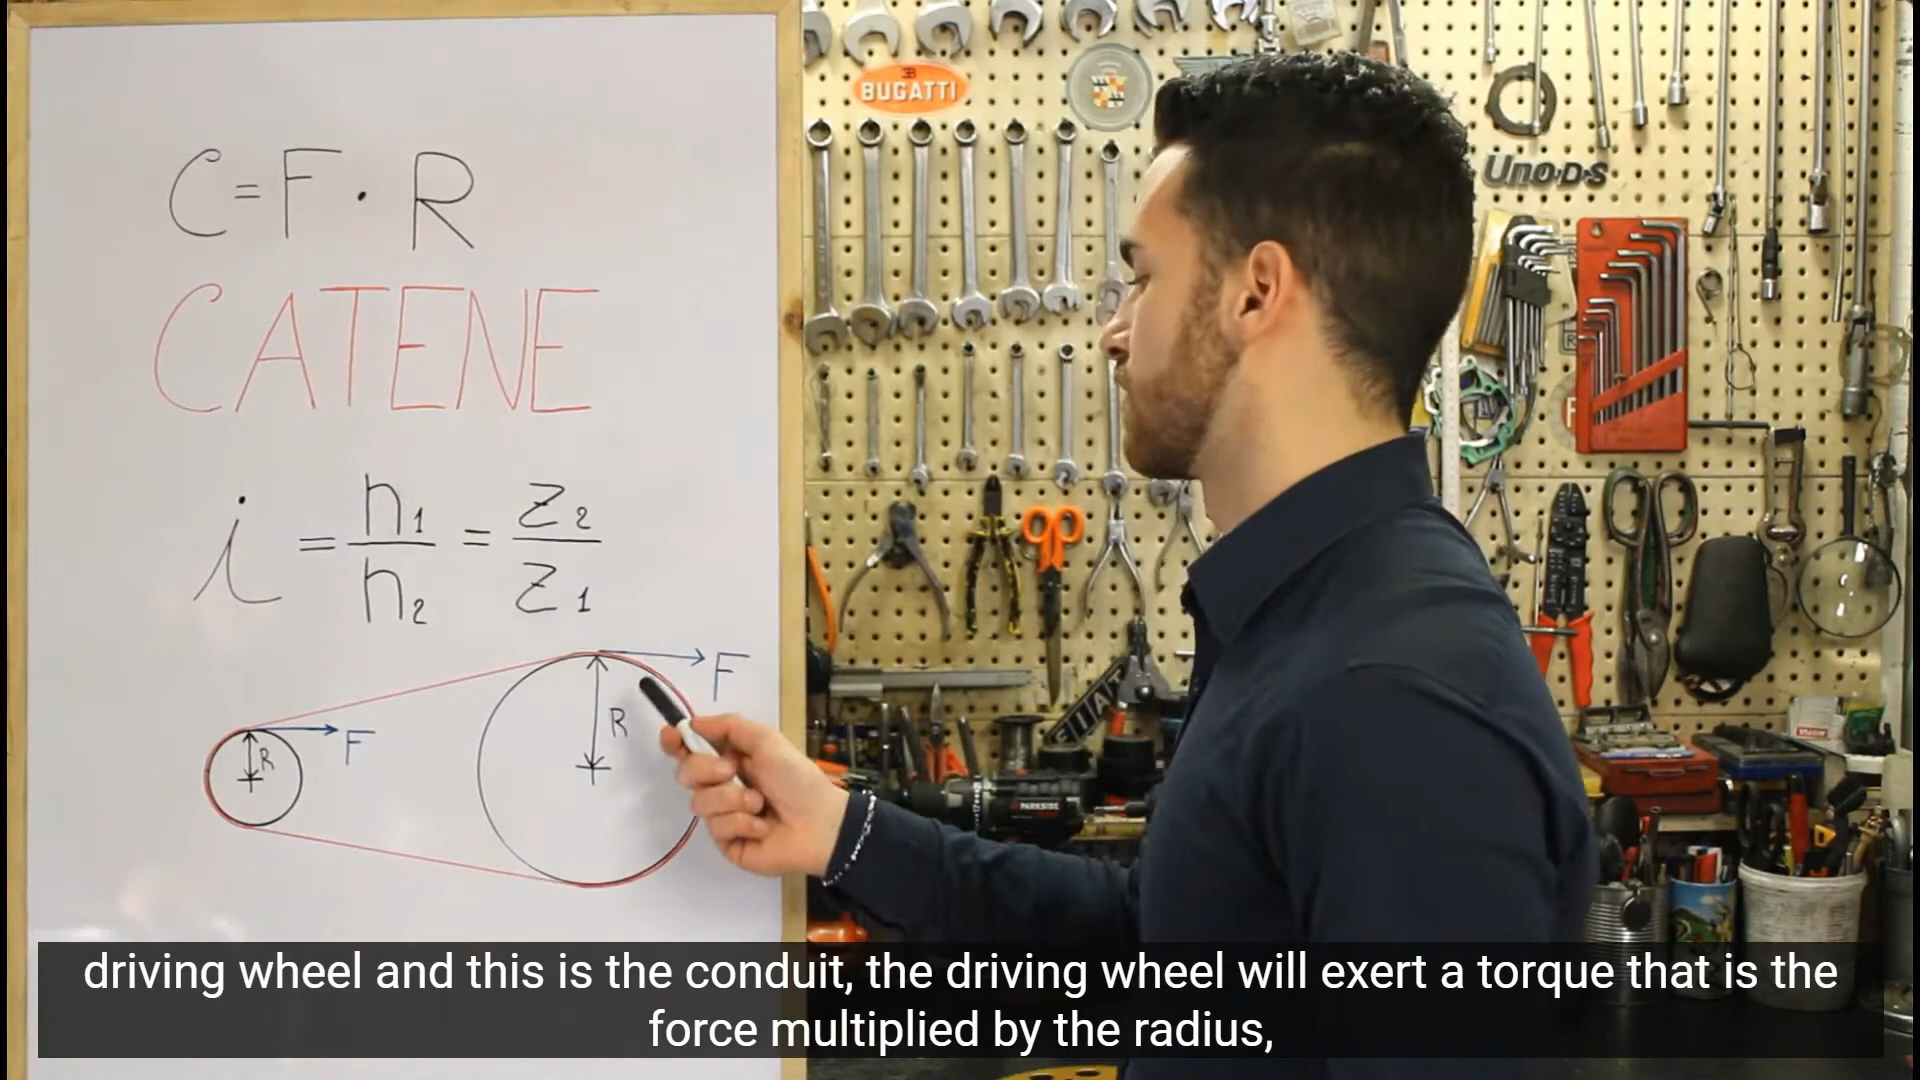 C = F · R
CATENE
i = n1/n2 = z2/z1
F
R
F
R
BUGATTI
UnoDS
FIAT
PARKSIDE
driving wheel and this is the conduit, the driving wheel will exert a torque that is the
force multiplied by the radius,